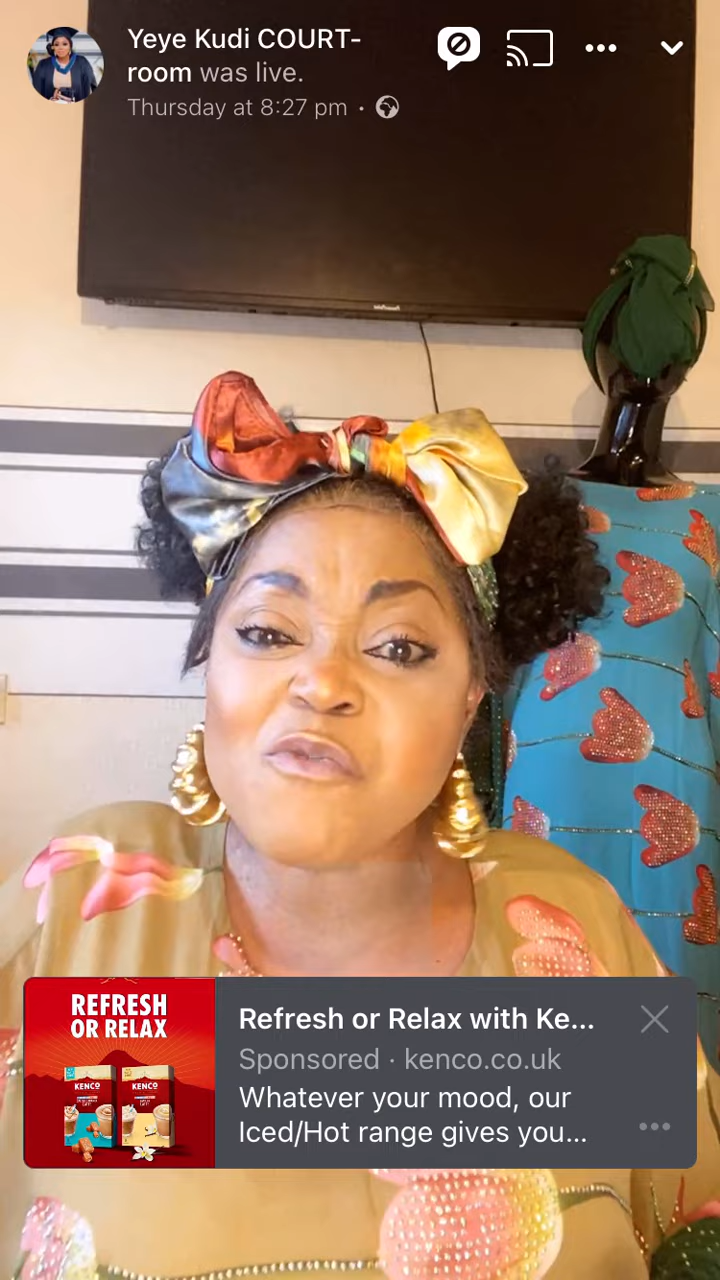 Yeye Kudi COURT-
room was live.
Thursday at 8:27 pm ·
REFRESH
OR RELAX
KENCO
KENCO
Refresh or Relax with Ke...
Sponsored · kenco.co.uk
Whatever your mood, our
Iced/Hot range gives you...